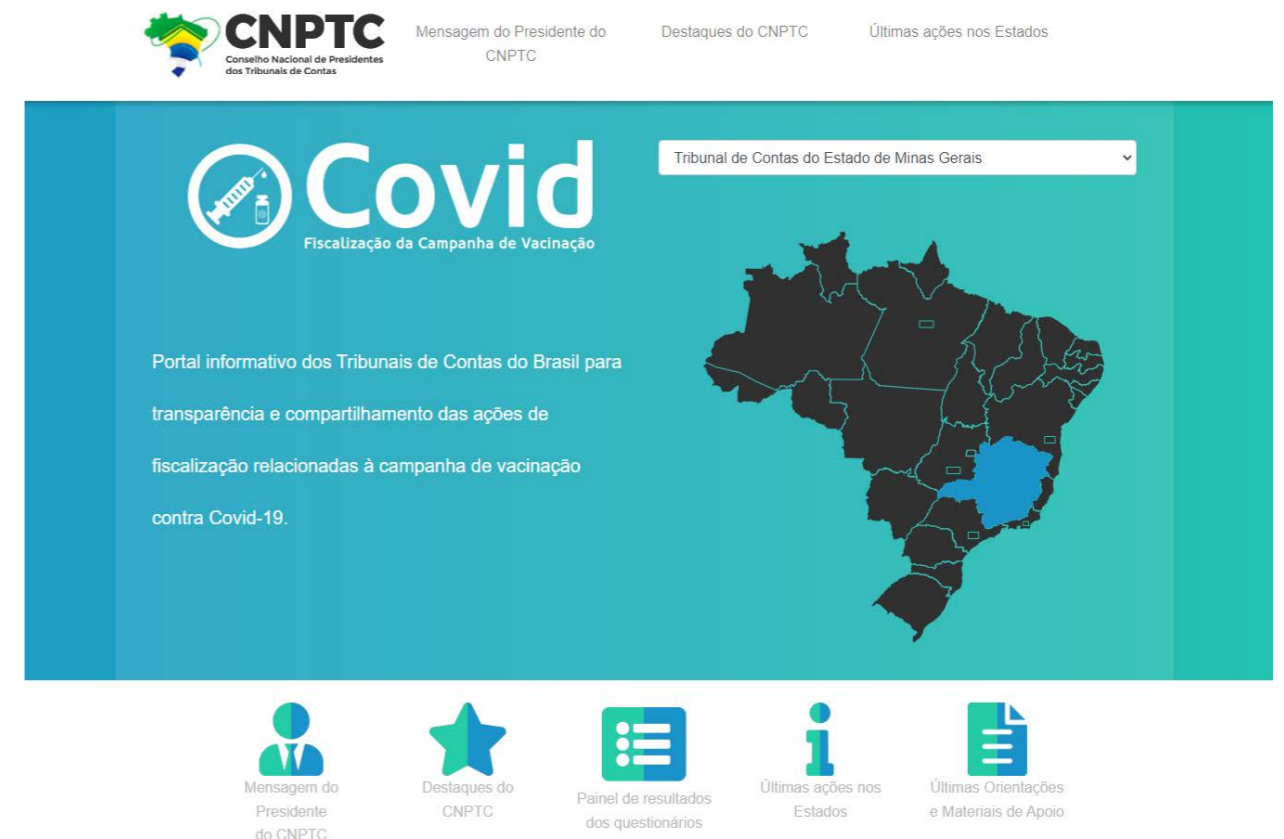 CNPTC
Conselho Nacional de Presidentes
dos Tribunais de Contas
Mensagem do Presidente do
CNPTC
Destaques do CNPTC
Últimas ações nos Estados
Covid
Fiscalização da Campanha de Vacinação
Tribunal de Contas do Estado de Minas Gerais
Portal informativo dos Tribunais de Contas do Brasil para
transparência e compartilhamento das ações de
fiscalização relacionadas à campanha de vacinação
contra Covid-19.
Mensagem do
Presidente
do CNPTC
Destaques do
CNPTC
Painel de resultados
dos questionários
Últimas ações nos
Estados
Últimas Orientações
e Materiais de Apoio